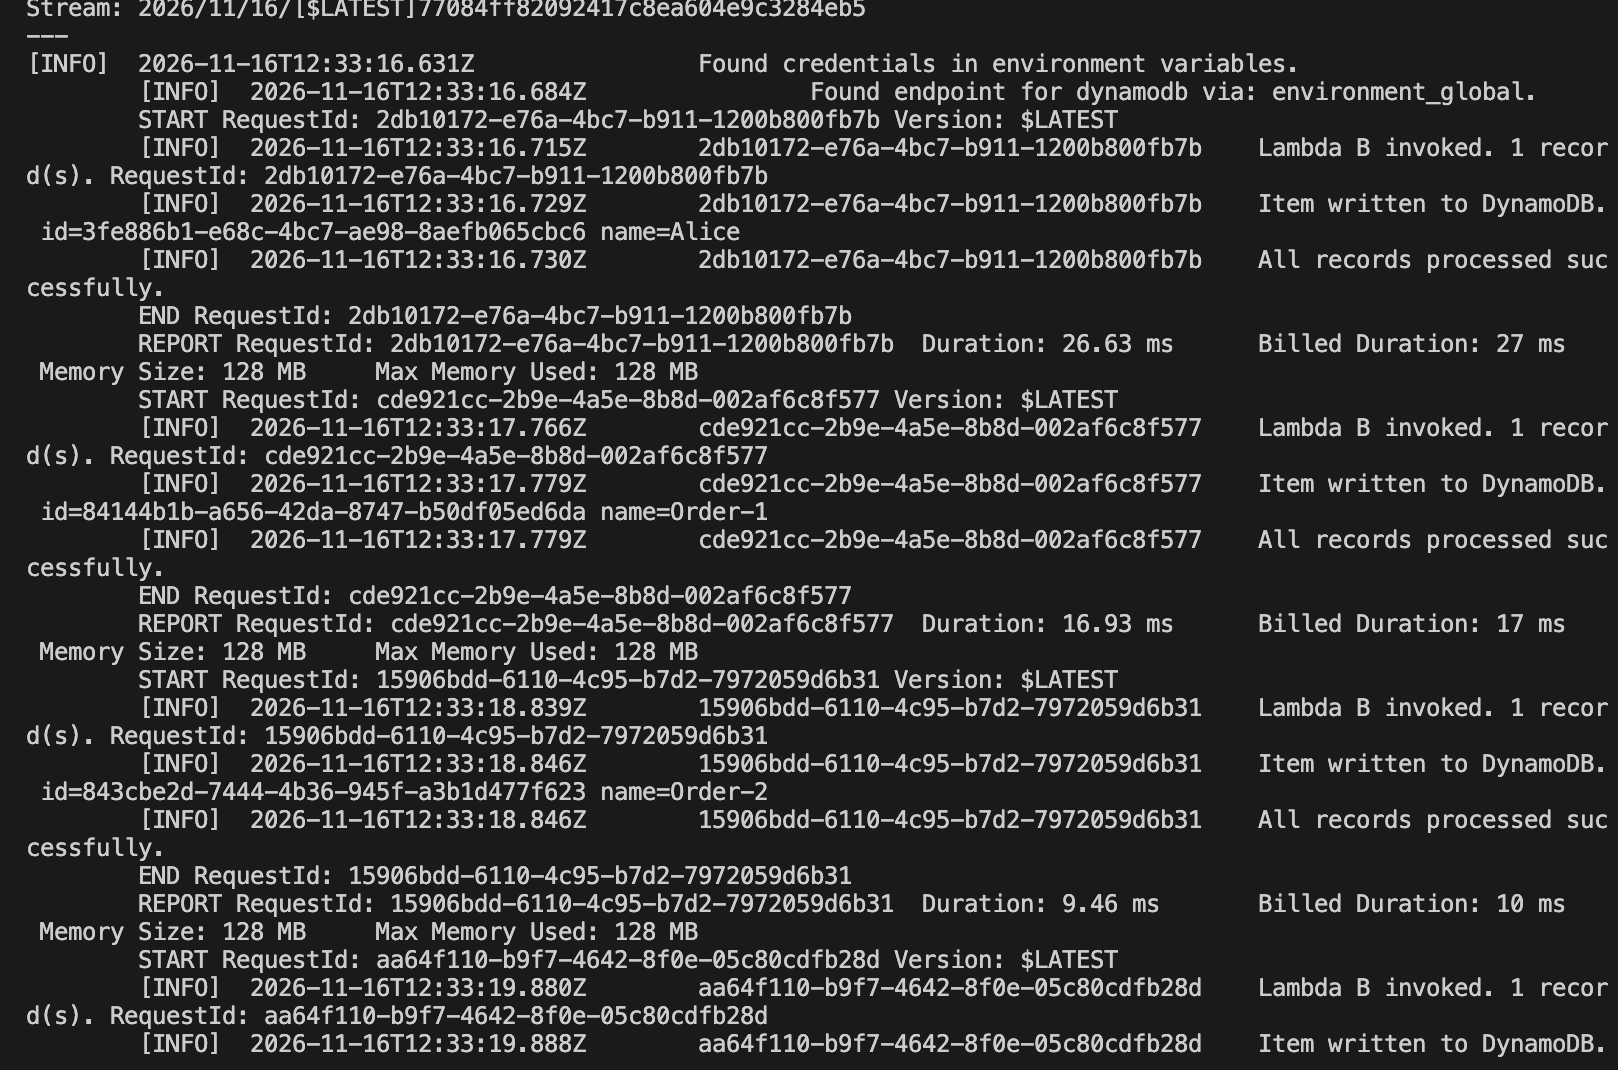 Stream: 2026/11/16/[$LATEST]77084ff82092417c8ea604e9c3284eb5
---
[INFO]  2026-11-16T12:33:16.631Z                Found credentials in environment variables.
        [INFO]  2026-11-16T12:33:16.684Z                Found endpoint for dynamodb via: environment_global.
        START RequestId: 2db10172-e76a-4bc7-b911-1200b800fb7b Version: $LATEST
        [INFO]  2026-11-16T12:33:16.715Z        2db10172-e76a-4bc7-b911-1200b800fb7b    Lambda B invoked. 1 recor
d(s). RequestId: 2db10172-e76a-4bc7-b911-1200b800fb7b
        [INFO]  2026-11-16T12:33:16.729Z        2db10172-e76a-4bc7-b911-1200b800fb7b    Item written to DynamoDB.
 id=3fe886b1-e68c-4bc7-ae98-8aefb065cbc6 name=Alice
        [INFO]  2026-11-16T12:33:16.730Z        2db10172-e76a-4bc7-b911-1200b800fb7b    All records processed suc
cessfully.
        END RequestId: 2db10172-e76a-4bc7-b911-1200b800fb7b
        REPORT RequestId: 2db10172-e76a-4bc7-b911-1200b800fb7b  Duration: 26.63 ms      Billed Duration: 27 ms
 Memory Size: 128 MB     Max Memory Used: 128 MB
        START RequestId: cde921cc-2b9e-4a5e-8b8d-002af6c8f577 Version: $LATEST
        [INFO]  2026-11-16T12:33:17.766Z        cde921cc-2b9e-4a5e-8b8d-002af6c8f577    Lambda B invoked. 1 recor
d(s). RequestId: cde921cc-2b9e-4a5e-8b8d-002af6c8f577
        [INFO]  2026-11-16T12:33:17.779Z        cde921cc-2b9e-4a5e-8b8d-002af6c8f577    Item written to DynamoDB.
 id=84144b1b-a656-42da-8747-b50df05ed6da name=Order-1
        [INFO]  2026-11-16T12:33:17.779Z        cde921cc-2b9e-4a5e-8b8d-002af6c8f577    All records processed suc
cessfully.
        END RequestId: cde921cc-2b9e-4a5e-8b8d-002af6c8f577
        REPORT RequestId: cde921cc-2b9e-4a5e-8b8d-002af6c8f577  Duration: 16.93 ms      Billed Duration: 17 ms
 Memory Size: 128 MB     Max Memory Used: 128 MB
        START RequestId: 15906bdd-6110-4c95-b7d2-7972059d6b31 Version: $LATEST
        [INFO]  2026-11-16T12:33:18.839Z        15906bdd-6110-4c95-b7d2-7972059d6b31    Lambda B invoked. 1 recor
d(s). RequestId: 15906bdd-6110-4c95-b7d2-7972059d6b31
        [INFO]  2026-11-16T12:33:18.846Z        15906bdd-6110-4c95-b7d2-7972059d6b31    Item written to DynamoDB.
 id=843cbe2d-7444-4b36-945f-a3b1d477f623 name=Order-2
        [INFO]  2026-11-16T12:33:18.846Z        15906bdd-6110-4c95-b7d2-7972059d6b31    All records processed suc
cessfully.
        END RequestId: 15906bdd-6110-4c95-b7d2-7972059d6b31
        REPORT RequestId: 15906bdd-6110-4c95-b7d2-7972059d6b31  Duration: 9.46 ms       Billed Duration: 10 ms
 Memory Size: 128 MB     Max Memory Used: 128 MB
        START RequestId: aa64f110-b9f7-4642-8f0e-05c80cdfb28d Version: $LATEST
        [INFO]  2026-11-16T12:33:19.880Z        aa64f110-b9f7-4642-8f0e-05c80cdfb28d    Lambda B invoked. 1 recor
d(s). RequestId: aa64f110-b9f7-4642-8f0e-05c80cdfb28d
        [INFO]  2026-11-16T12:33:19.888Z        aa64f110-b9f7-4642-8f0e-05c80cdfb28d    Item written to DynamoDB.